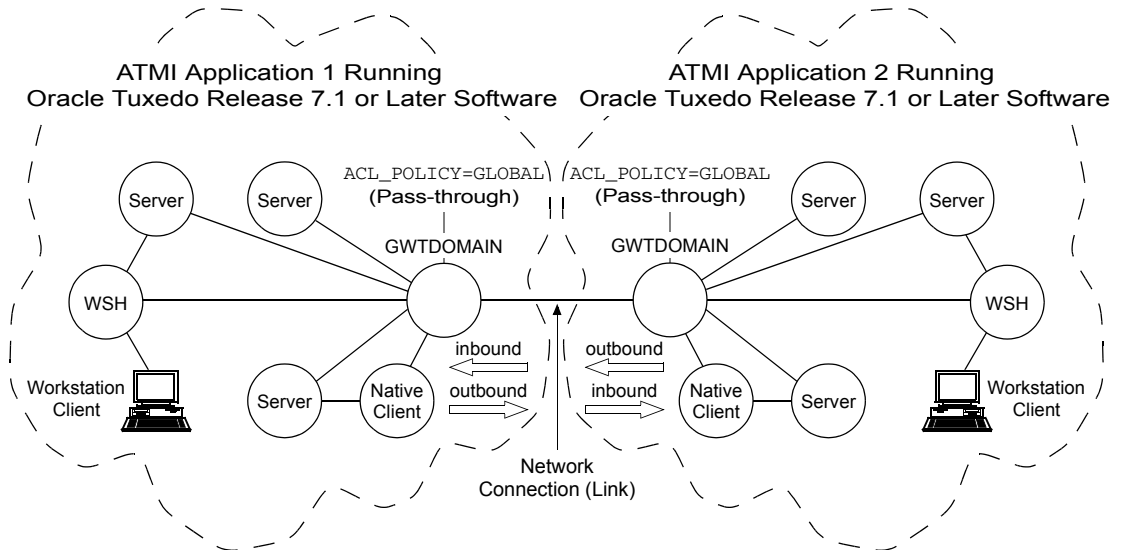 ATMI Application 1 Running
Oracle Tuxedo Release 7.1 or Later Software
ATMI Application 2 Running
Oracle Tuxedo Release 7.1 or Later Software
ACL_POLICY=GLOBAL
(Pass-through)
ACL_POLICY=GLOBAL
(Pass-through)
Server
Server
GWTDOMAIN
GWTDOMAIN
Server
Server
WSH
WSH
inbound
outbound
outbound
inbound
Workstation
Client
Server
Native
Client
Native
Client
Server
Workstation
Client
Network
Connection (Link)